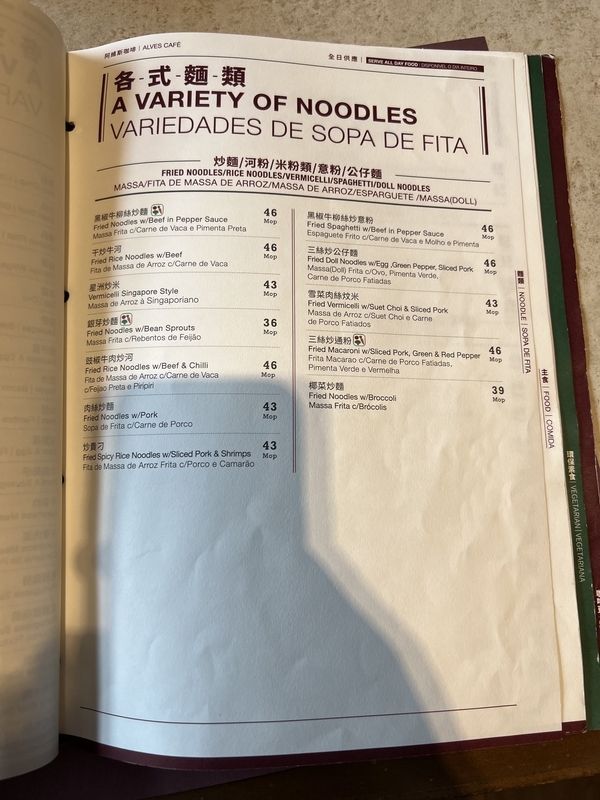 阿維斯咖啡 | ALVES CAFÉ
全日供應 | SERVE ALL DAY FOOD | DISPONÍVEL O DIA INTEIRO
各-式-麵-類
A VARIETY OF NOODLES
VARIEDADES DE SOPA DE FITA
炒麵/河粉/米粉類/意粉/公仔麵
FRIED NOODLES/RICE NOODLES/VERMICELLI/SPAGHETTI/DOLL NOODLES
MASSA/FITA DE MASSA DE ARROZ/MASSA DE ARROZ/ESPARGUETE /MASSA(DOLL)
黑椒牛柳絲炒麵 46
Fried Noodles w/Beef in Pepper Sauce Mop
Massa Frita c/Carne de Vaca e Pimenta Preta
干炒牛河 46
Fried Rice Noodles w/Beef Mop
Fita de Massa de Arroz c/Carne de Vaca
星洲炒米 43
Vermicelli Singapore Style Mop
Massa de Arroz à Singaporiano
銀芽炒麵 36
Fried Noodles w/Bean Sprouts Mop
Massa Frita c/Rebentos de Feijão
豉椒牛肉炒河
Fried Rice Noodles w/Beef & Chilli 46
Fita de Massa de Arroz c/Carne de Vaca Mop
c/Feijao Preta e Piripiri
肉絲炒麵 43
Fried Noodles w/Pork Mop
Sopa de Frita c/Carne de Porco
炒貴刁 43
Fried Spicy Rice Noodles w/Sliced Pork & Shrimps Mop
Fita de Massa de Arroz Frita c/Porco e Camarão
黑椒牛柳絲炒意粉 46
Fried Spaghetti w/Beef in Pepper Sauce Mop
Espaguete Frito c/Carne de Vaca e Molho e Pimenta
三絲炒公仔麵 46
Fried Doll Noodles w/Egg ,Green Pepper, Sliced Pork Mop
Massa(Doll) Frita c/Ovo, Pimenta Verde,
Carne de Porco Fatiados
雪菜肉絲炆米 43
Fried Vermicelli w/Suet Choi & Sliced Pork Mop
Massa de Arroz c/Suet Choi e Carne
de Porco Fatiados
三絲炒通粉
Fried Macaroni w/Sliced Pork, Green & Red Pepper 46
Frita Macarao c/Carne de Porco Fatiadas, Mop
Pimenta Verde e Vermelha
椰菜炒麵 39
Fried Noodles w/Broccoli Mop
Massa Frita c/Brócolis
麵類 | NOODLE | SOPA DE FITA
主食 | FOOD | COMIDA
環保素食 | VEGETARIAN | VEGETARIANA